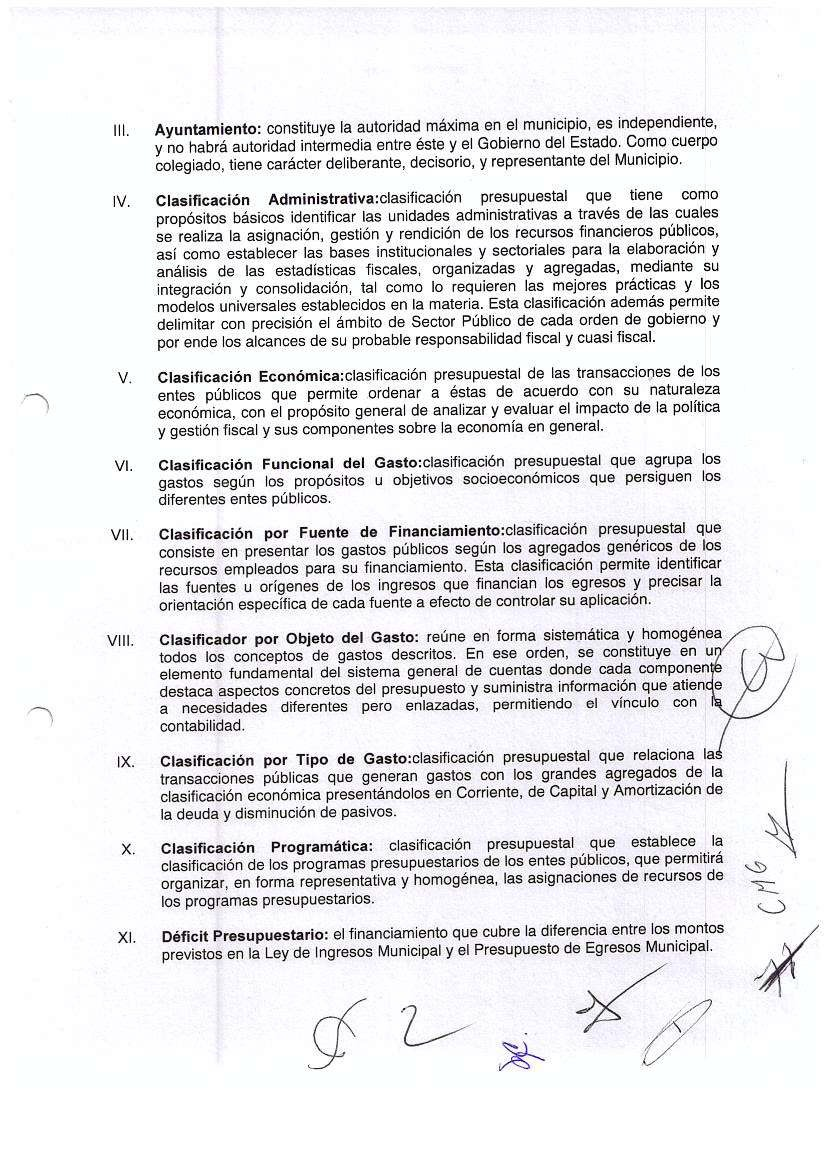 III. Ayuntamiento: constituye la autoridad máxima en el municipio, es independiente,
y no habrá autoridad intermedia entre éste y el Gobierno del Estado. Como cuerpo
colegiado, tiene carácter deliberante, decisorio, y representante del Municipio.
IV. Clasificación Administrativa:clasificación presupuestal que tiene como
propósitos básicos identificar las unidades administrativas a través de las cuales
se realiza la asignación, gestión y rendición de los recursos financieros públicos,
así como establecer las bases institucionales y sectoriales para la elaboración y
análisis de las estadísticas fiscales, organizadas y agregadas, mediante su
integración y consolidación, tal como lo requieren las mejores prácticas y los
modelos universales establecidos en la materia. Esta clasificación además permite
delimitar con precisión el ámbito de Sector Público de cada orden de gobierno y
por ende los alcances de su probable responsabilidad fiscal y cuasi fiscal.
V. Clasificación Económica:clasificación presupuestal de las transacciones de los
entes públicos que permite ordenar a éstas de acuerdo con su naturaleza
económica, con el propósito general de analizar y evaluar el impacto de la política
y gestión fiscal y sus componentes sobre la economía en general.
VI. Clasificación Funcional del Gasto:clasificación presupuestal que agrupa los
gastos según los propósitos u objetivos socioeconómicos que persiguen los
diferentes entes públicos.
VII. Clasificación por Fuente de Financiamiento:clasificación presupuestal que
consiste en presentar los gastos públicos según los agregados genéricos de los
recursos empleados para su financiamiento. Esta clasificación permite identificar
las fuentes u orígenes de los ingresos que financian los egresos y precisar la
orientación específica de cada fuente a efecto de controlar su aplicación.
VIII. Clasificador por Objeto del Gasto: reúne en forma sistemática y homogénea
todos los conceptos de gastos descritos. En ese orden, se constituye en un
elemento fundamental del sistema general de cuentas donde cada componente
destaca aspectos concretos del presupuesto y suministra información que atiende
a necesidades diferentes pero enlazadas, permitiendo el vínculo con la
contabilidad.
IX. Clasificación por Tipo de Gasto:clasificación presupuestal que relaciona las
transacciones públicas que generan gastos con los grandes agregados de la
clasificación económica presentándolos en Corriente, de Capital y Amortización de
la deuda y disminución de pasivos.
X. Clasificación Programática: clasificación presupuestal que establece la
clasificación de los programas presupuestarios de los entes públicos, que permitirá
organizar, en forma representativa y homogénea, las asignaciones de recursos de
los programas presupuestarios.
CMG
XI. Déficit Presupuestario: el financiamiento que cubre la diferencia entre los montos
previstos en la Ley de Ingresos Municipal y el Presupuesto de Egresos Municipal.